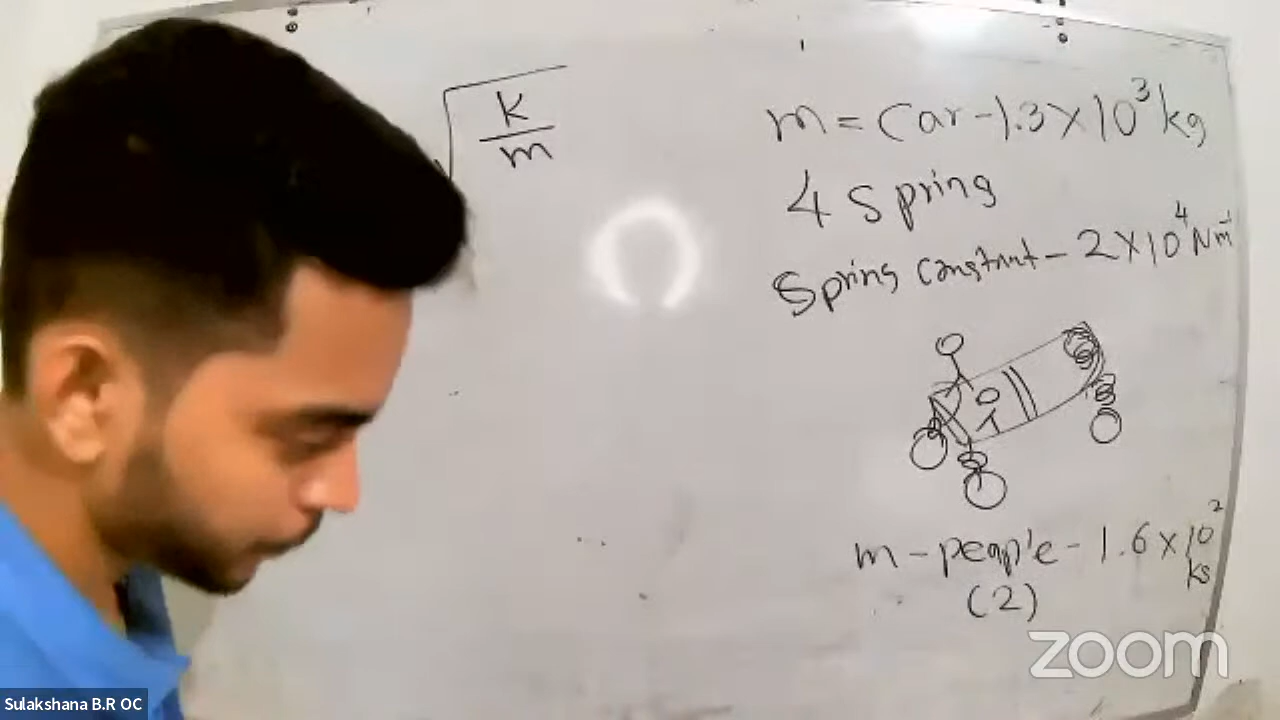 k
m
m = Car - 1.3 × 10³ kg
4 Spring
Spring constant - 2 × 10⁴ Nm⁻¹
m - people - 1.6 × 10² kg
(2)
zoom
Sulakshana B.R OC